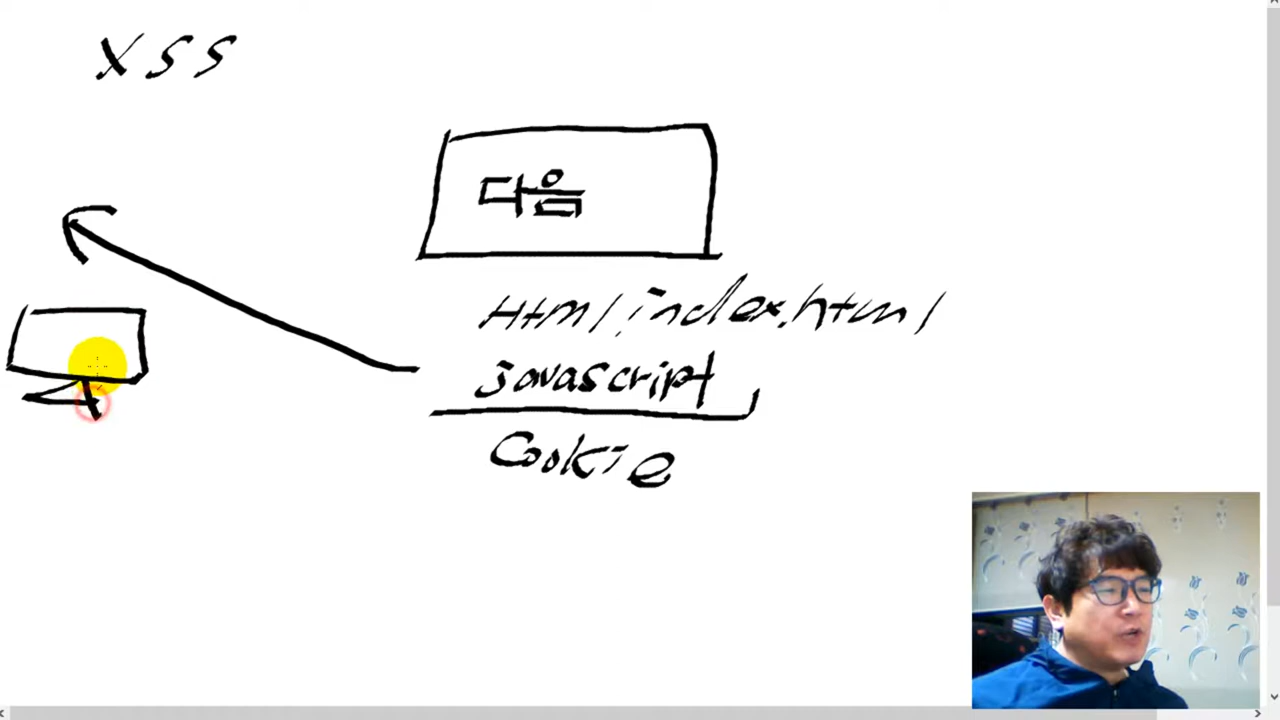 XSS
다음
Html index.html
javascript
Cookie